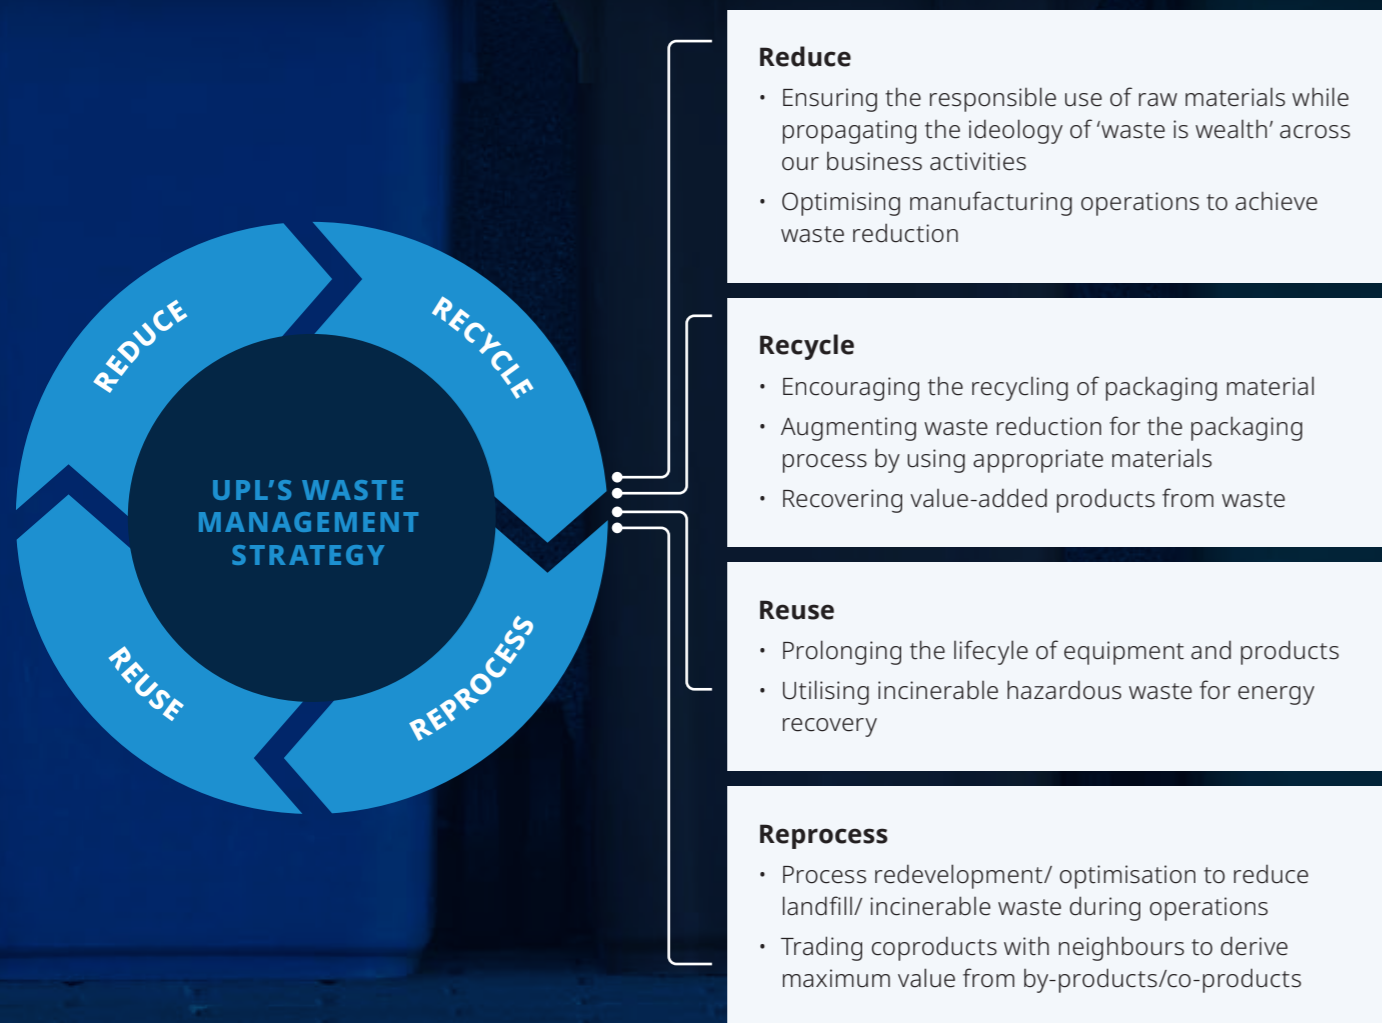 REDUCE
RECYCLE
UPL’S WASTE
MANAGEMENT
STRATEGY
REUSE
REPROCESS
Reduce
• Ensuring the responsible use of raw materials while
propagating the ideology of ‘waste is wealth’ across
our business activities
• Optimising manufacturing operations to achieve
waste reduction
Recycle
• Encouraging the recycling of packaging material
• Augmenting waste reduction for the packaging
process by using appropriate materials
• Recovering value-added products from waste
Reuse
• Prolonging the lifecyle of equipment and products
• Utilising incinerable hazardous waste for energy
recovery
Reprocess
• Process redevelopment/ optimisation to reduce
landfill/ incinerable waste during operations
• Trading coproducts with neighbours to derive
maximum value from by-products/co-products